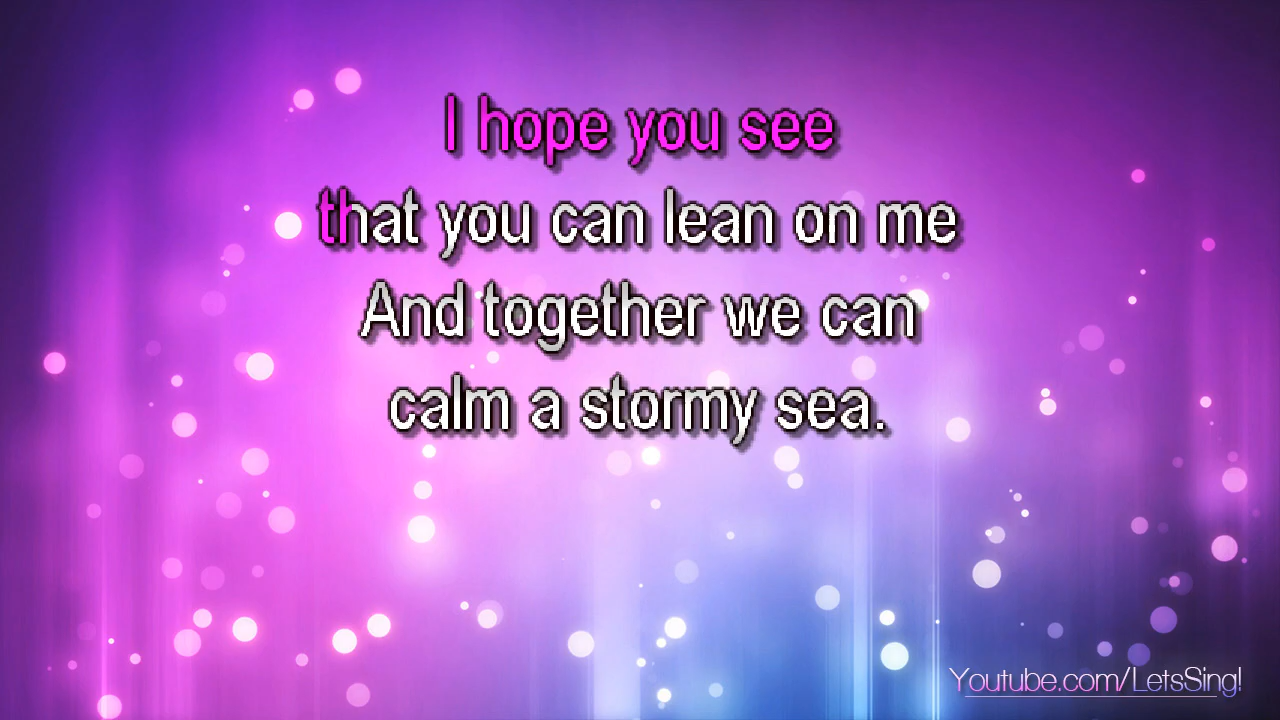 I hope you see
that you can lean on me
And together we can
calm a stormy sea.
Youtube.com/LetsSing!